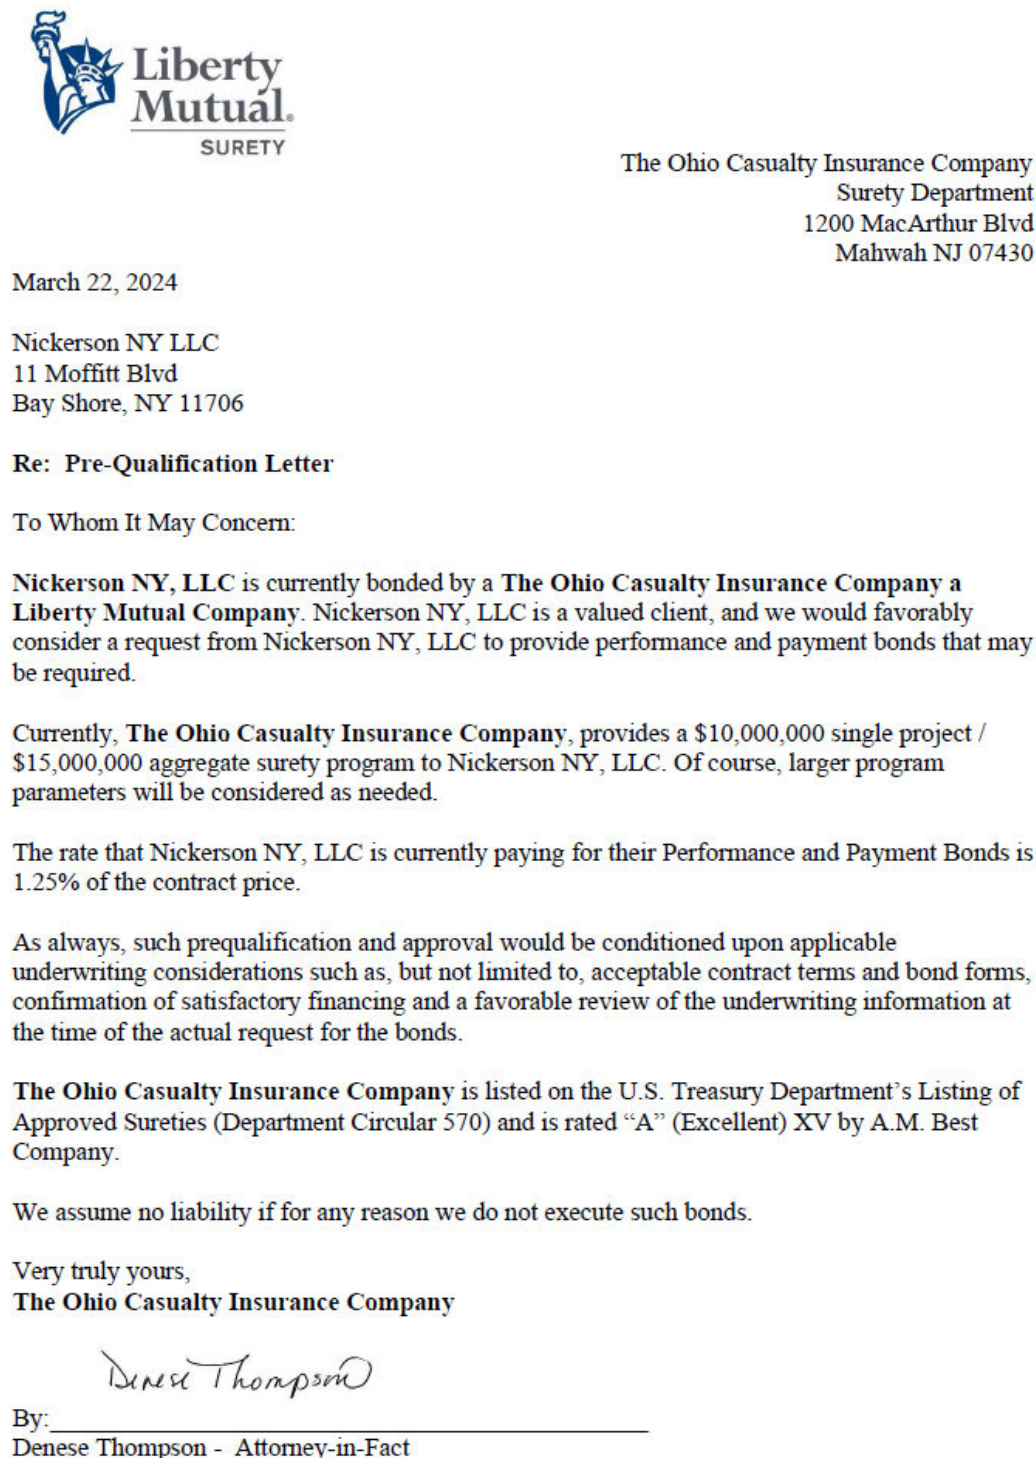 Liberty
Mutual®
SURETY
The Ohio Casualty Insurance Company
Surety Department
1200 MacArthur Blvd
Mahwah NJ 07430
March 22, 2024
Nickerson NY LLC
11 Moffitt Blvd
Bay Shore, NY 11706
Re: Pre-Qualification Letter
To Whom It May Concern:
Nickerson NY, LLC is currently bonded by a The Ohio Casualty Insurance Company a
Liberty Mutual Company. Nickerson NY, LLC is a valued client, and we would favorably
consider a request from Nickerson NY, LLC to provide performance and payment bonds that may
be required.
Currently, The Ohio Casualty Insurance Company, provides a $10,000,000 single project /
$15,000,000 aggregate surety program to Nickerson NY, LLC. Of course, larger program
parameters will be considered as needed.
The rate that Nickerson NY, LLC is currently paying for their Performance and Payment Bonds is
1.25% of the contract price.
As always, such prequalification and approval would be conditioned upon applicable
underwriting considerations such as, but not limited to, acceptable contract terms and bond forms,
confirmation of satisfactory financing and a favorable review of the underwriting information at
the time of the actual request for the bonds.
The Ohio Casualty Insurance Company is listed on the U.S. Treasury Department’s Listing of
Approved Sureties (Department Circular 570) and is rated “A” (Excellent) XV by A.M. Best
Company.
We assume no liability if for any reason we do not execute such bonds.
Very truly yours,
The Ohio Casualty Insurance Company
Denese Thompson
By:
Denese Thompson - Attorney-in-Fact